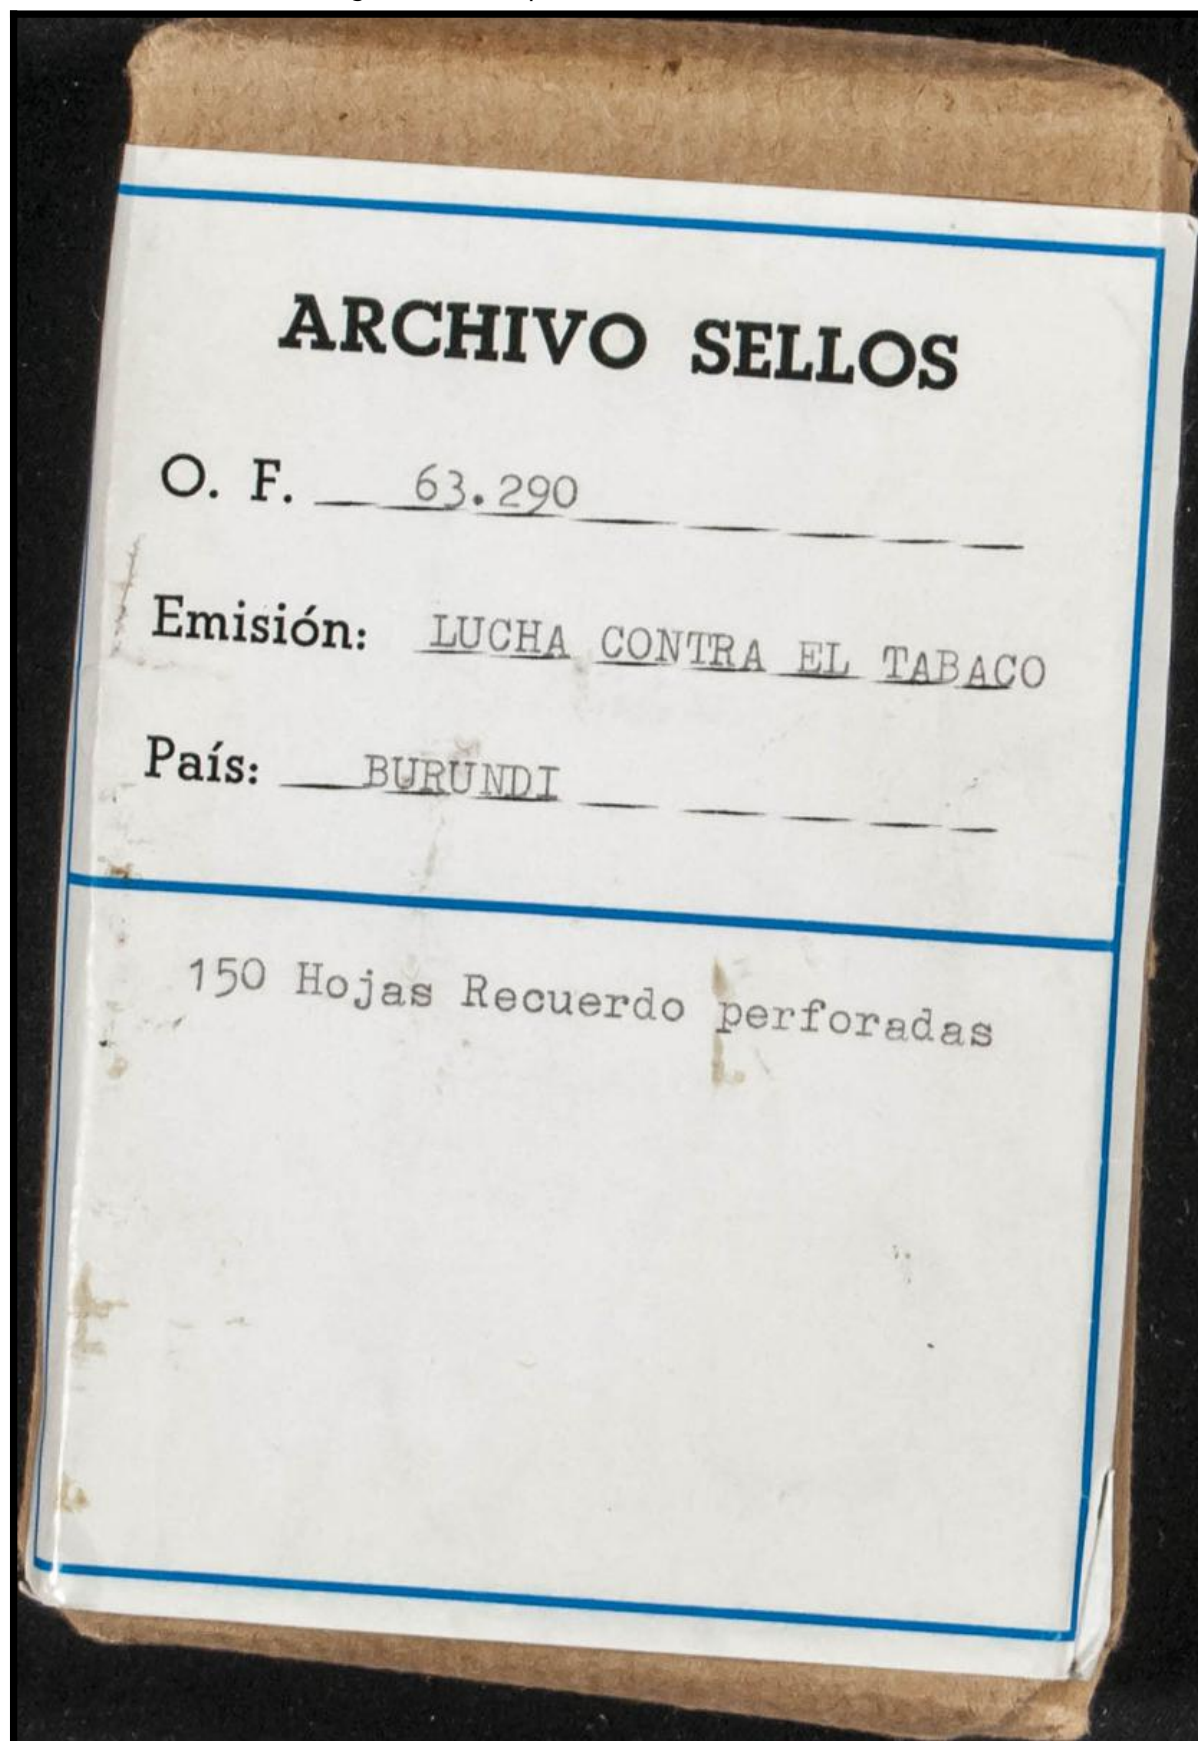 ARCHIVO SELLOS
O. F. 63.290
Emisión: LUCHA CONTRA EL TABACO
País: BURUNDI
150 Hojas Recuerdo perforadas